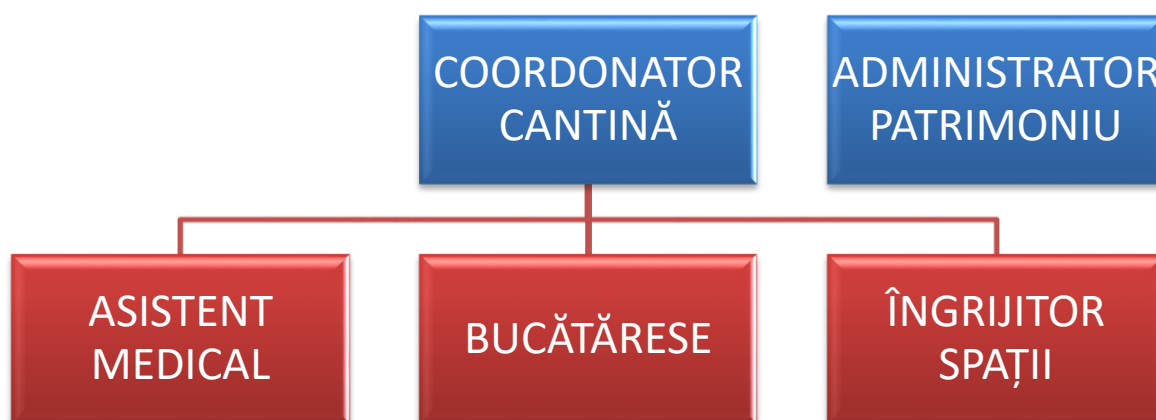 COORDONATOR
CANTINĂ
ADMINISTRATOR
PATRIMONIU
ASISTENT
MEDICAL
BUCĂTĂRESE
ÎNGRIJITOR
SPAȚII